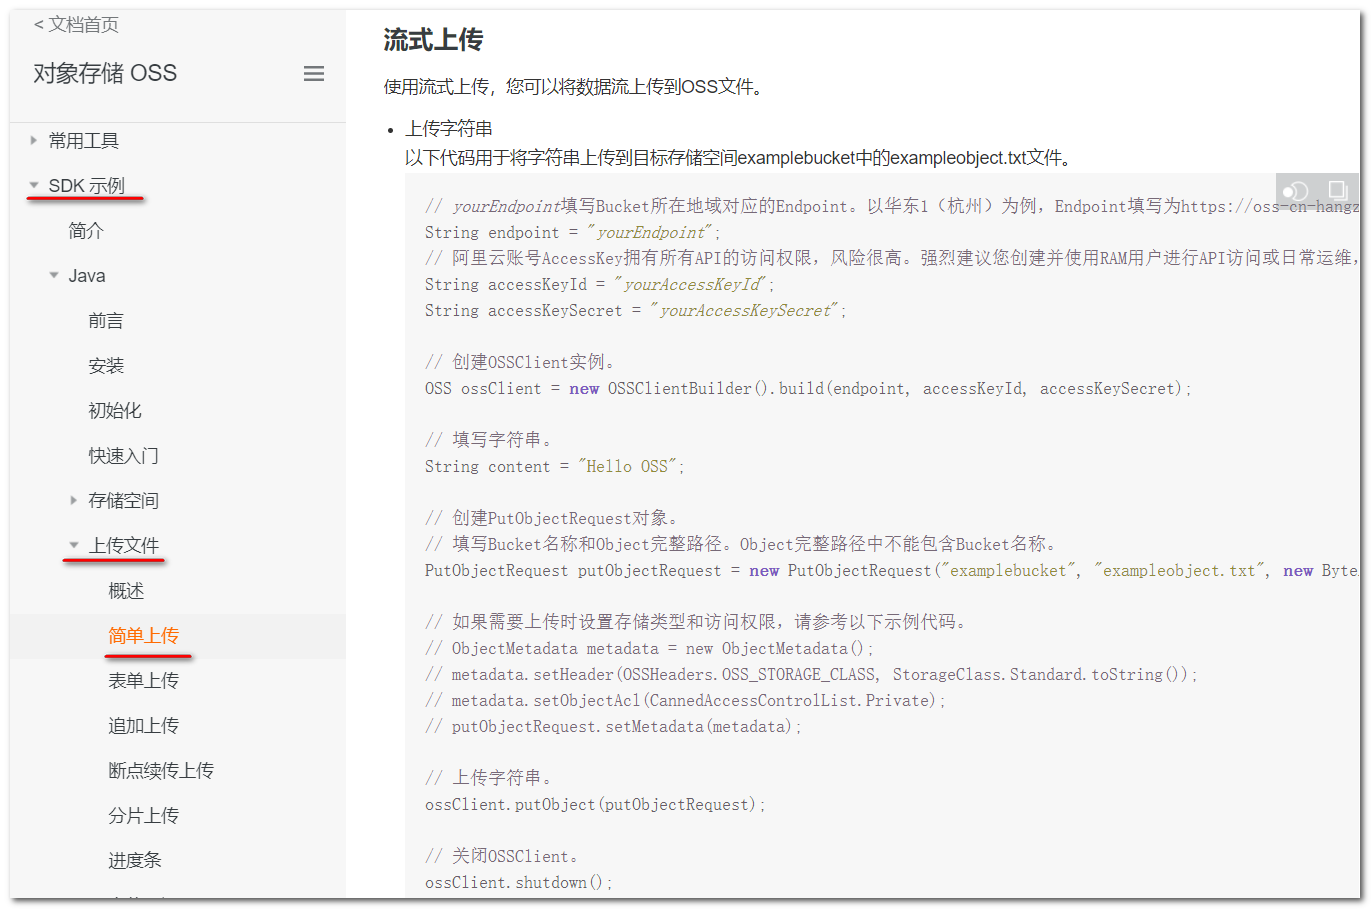 < 文档首页
对象存储 OSS
常用工具
SDK 示例
简介
Java
前言
安装
初始化
快速入门
存储空间
上传文件
概述
简单上传
表单上传
追加上传
断点续传上传
分片上传
进度条
流式上传
使用流式上传，您可以将数据流上传到OSS文件。
• 上传字符串
以下代码用于将字符串上传到目标存储空间examplebucket中的exampleobject.txt文件。
// yourEndpoint填写Bucket所在地域对应的Endpoint。以华东1（杭州）为例，Endpoint填写为https://oss-cn-hangz
String endpoint = "yourEndpoint";
// 阿里云账号AccessKey拥有所有API的访问权限，风险很高。强烈建议您创建并使用RAM用户进行API访问或日常运维，
String accessKeyId = "yourAccessKeyId";
String accessKeySecret = "yourAccessKeySecret";
// 创建OSSClient实例。
OSS ossClient = new OSSClientBuilder().build(endpoint, accessKeyId, accessKeySecret);
// 填写字符串。
String content = "Hello OSS";
// 创建PutObjectRequest对象。
// 填写Bucket名称和Object完整路径。Object完整路径中不能包含Bucket名称。
PutObjectRequest putObjectRequest = new PutObjectRequest("examplebucket", "exampleobject.txt", new Byte
// 如果需要上传时设置存储类型和访问权限，请参考以下示例代码。
// ObjectMetadata metadata = new ObjectMetadata();
// metadata.setHeader(OSSHeaders.OSS_STORAGE_CLASS, StorageClass.Standard.toString());
// metadata.setObjectAcl(CannedAccessControlList.Private);
// putObjectRequest.setMetadata(metadata);
// 上传字符串。
ossClient.putObject(putObjectRequest);
// 关闭OSSClient。
ossClient.shutdown();